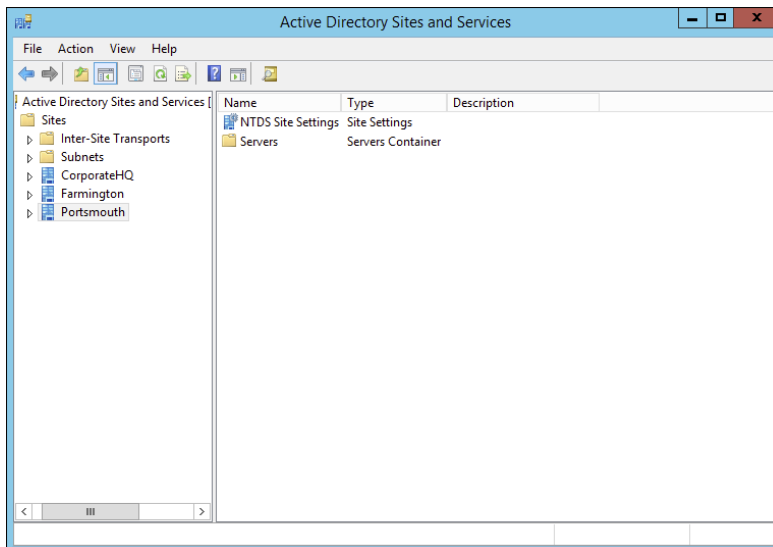 Active Directory Sites and Services
File Action View Help
Active Directory Sites and Services [
Sites
Inter-Site Transports
Subnets
CorporateHQ
Farmington
Portsmouth
Name Type Description
NTDS Site Settings Site Settings
Servers Servers Container